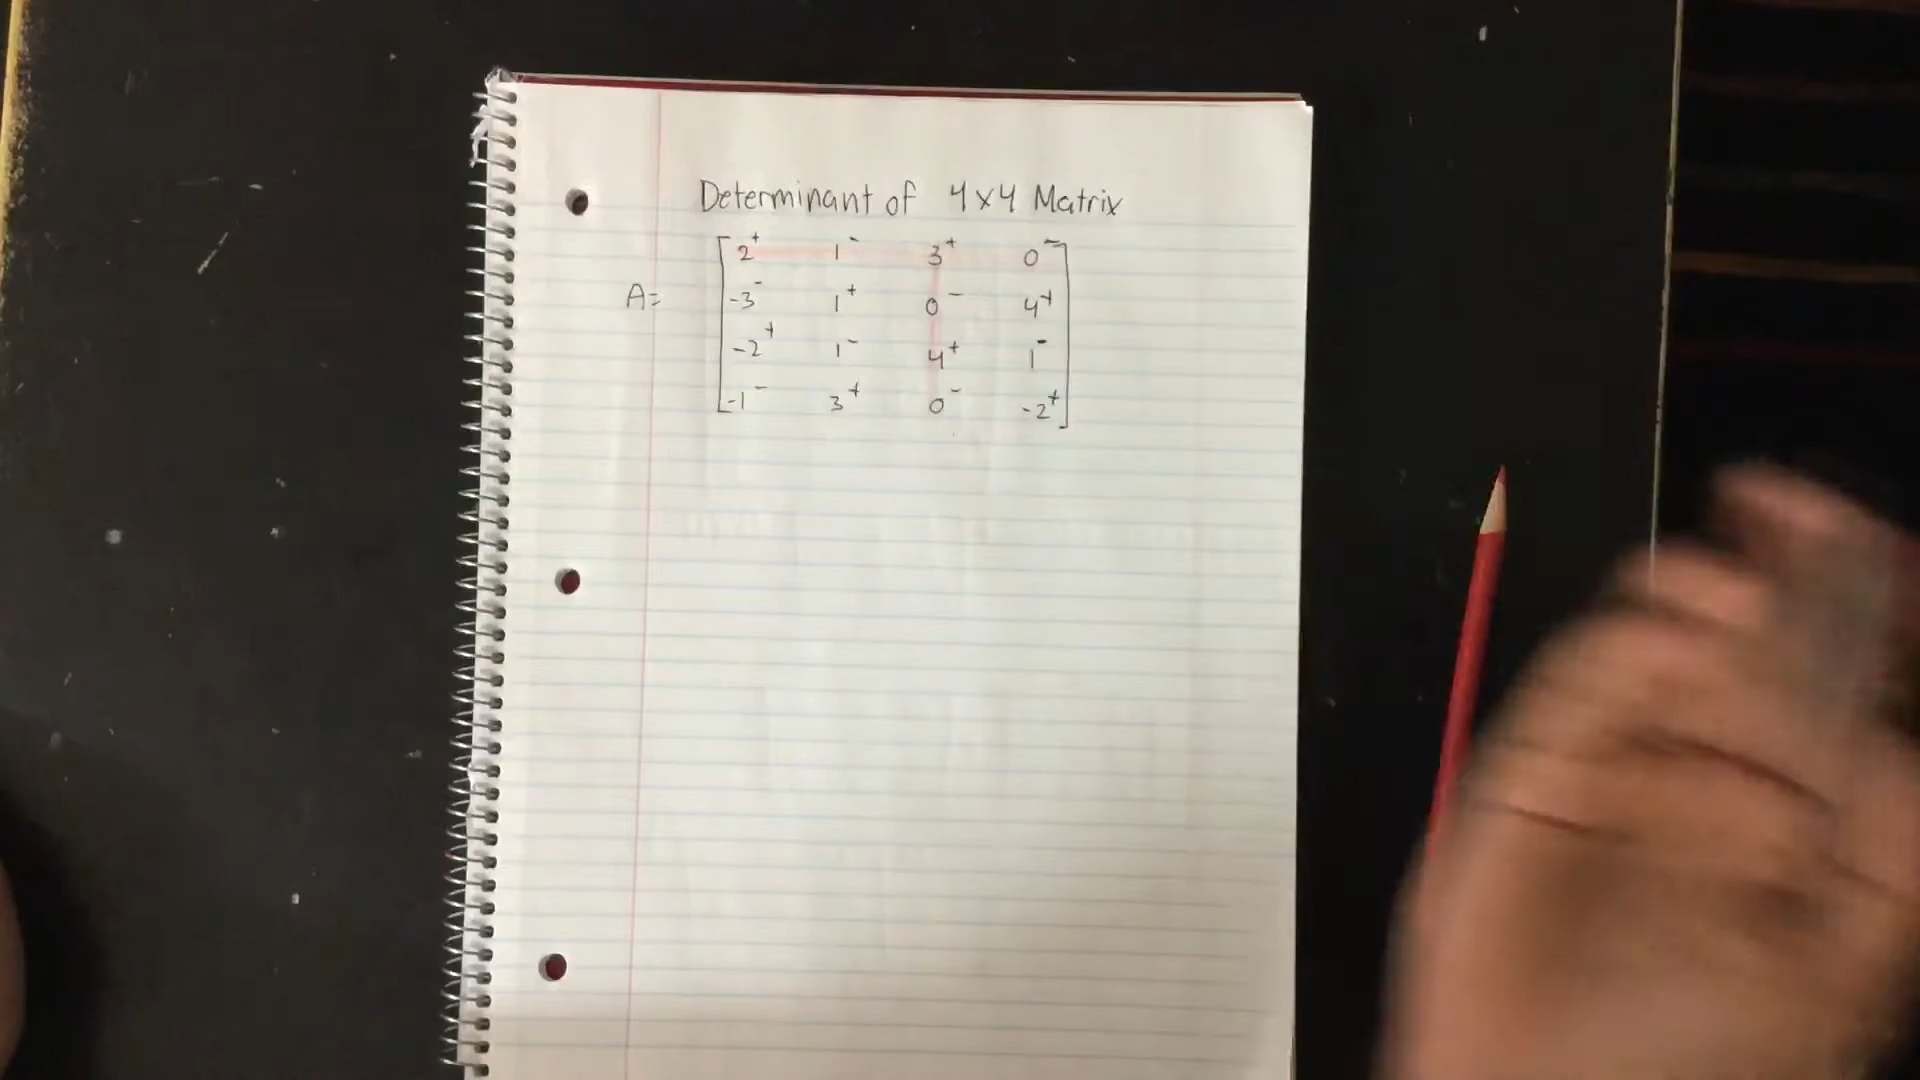 Determinant of 4x4 Matrix
2⁺ 1⁻ 3⁺ 0⁻
A= -3⁻ 1⁺ 0⁻ 4⁺
-2⁺ 1⁻ 4⁺ 1⁻
-1⁻ 3⁺ 0⁻ -2⁺